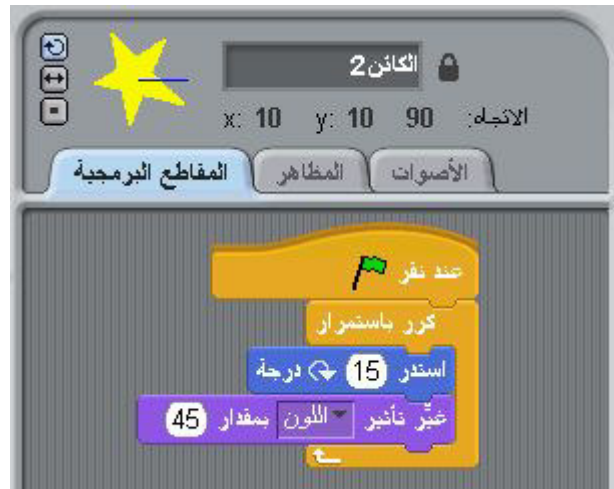 الكائن2
x: 10 y: 10 90 الاتجاه:
المقاطع البرمجية المظاهر الأصوات
عند نقر
كرر باستمرار
استدر 15 درجة
غيِّر تأثير اللون بمقدار 45